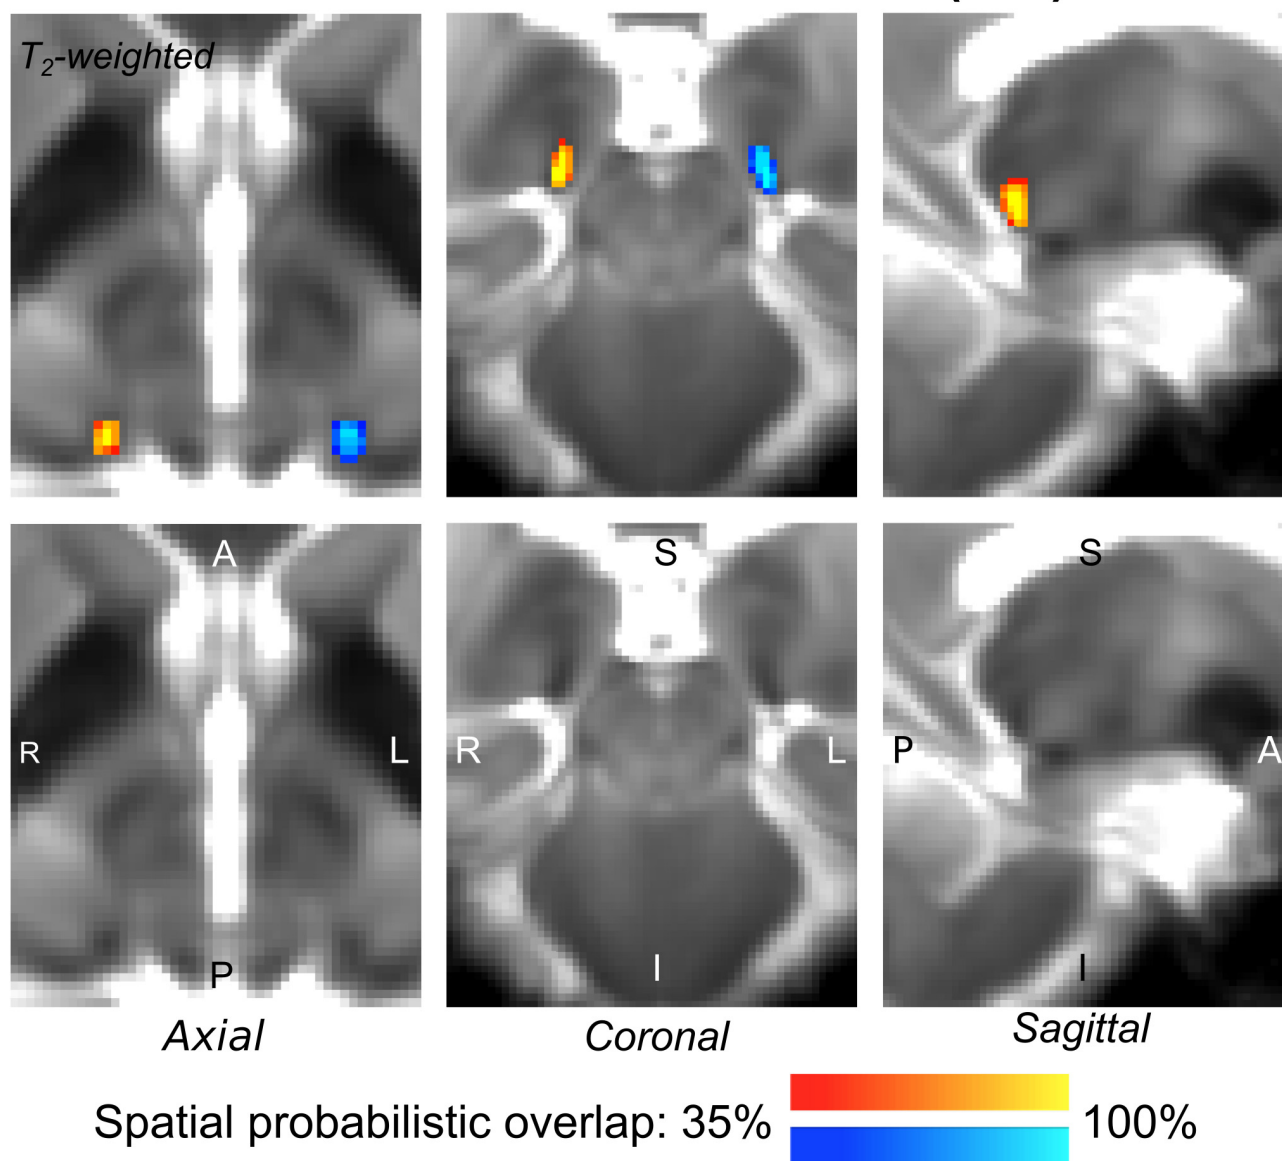 T2-weighted
A
S
S
R
L
R
L
P
A
P
I
I
Axial
Coronal
Sagittal
Spatial probabilistic overlap: 35%
100%